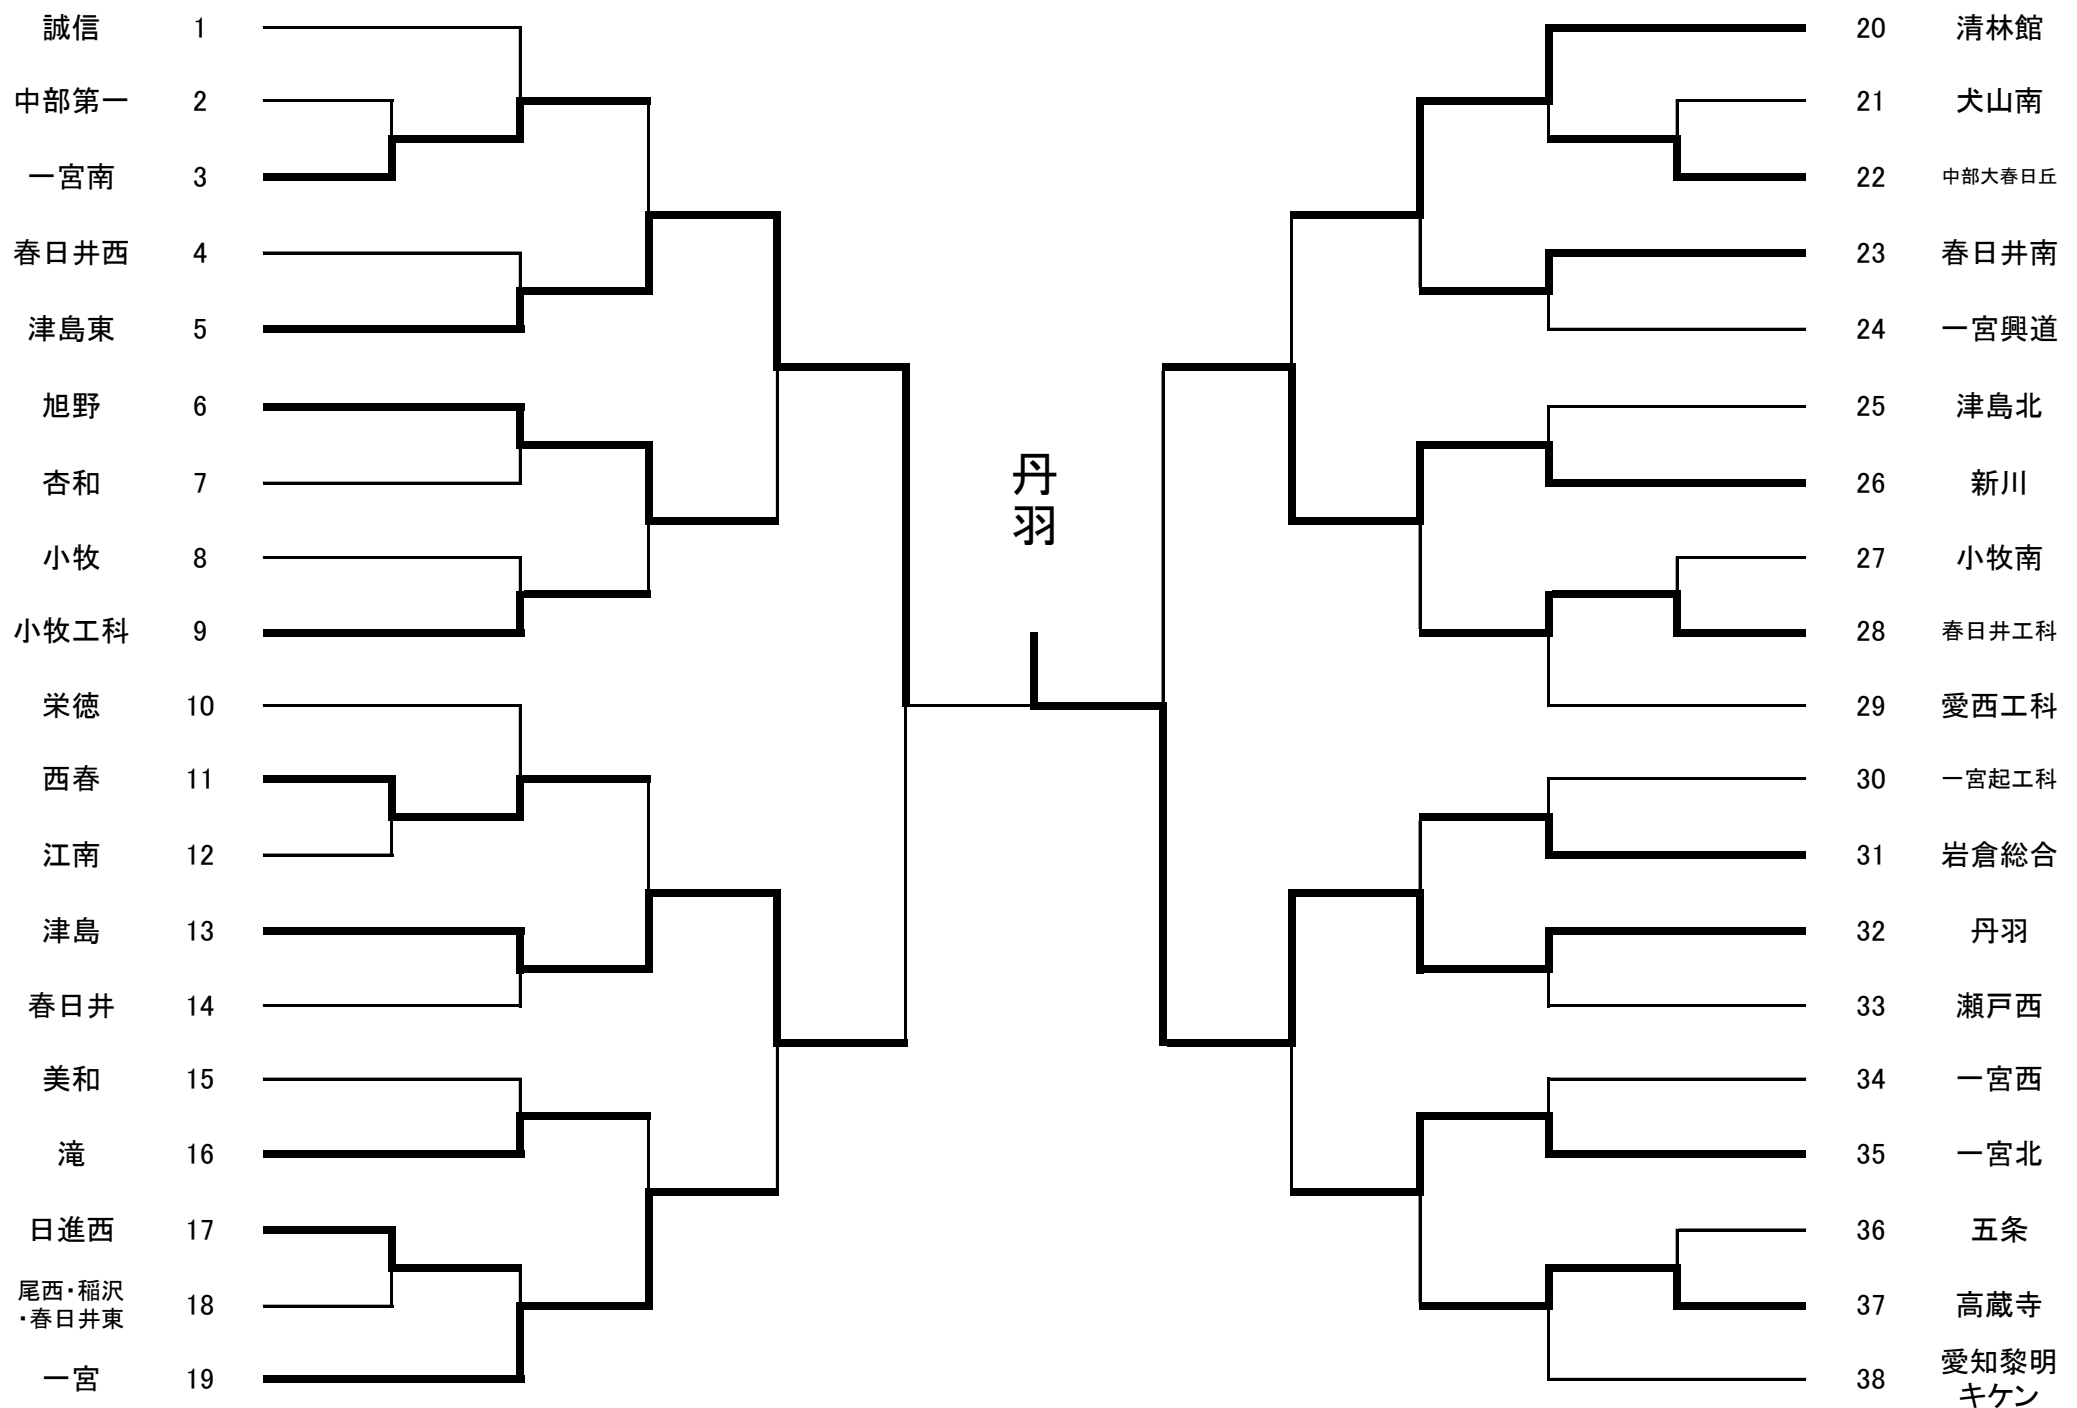 誠信 1
中部第一 2
一宮南 3
春日井西 4
津島東 5
旭野 6
杏和 7
小牧 8
小牧工科 9
栄徳 10
西春 11
江南 12
津島 13
春日井 14
美和 15
滝 16
日進西 17
尾西・稲沢
・春日井東 18
一宮 19
丹
羽
20 清林館
21 犬山南
22 中部大春日丘
23 春日井南
24 一宮興道
25 津島北
26 新川
27 小牧南
28 春日井工科
29 愛西工科
30 一宮起工科
31 岩倉総合
32 丹羽
33 瀬戸西
34 一宮西
35 一宮北
36 五条
37 高蔵寺
38 愛知黎明
キケン